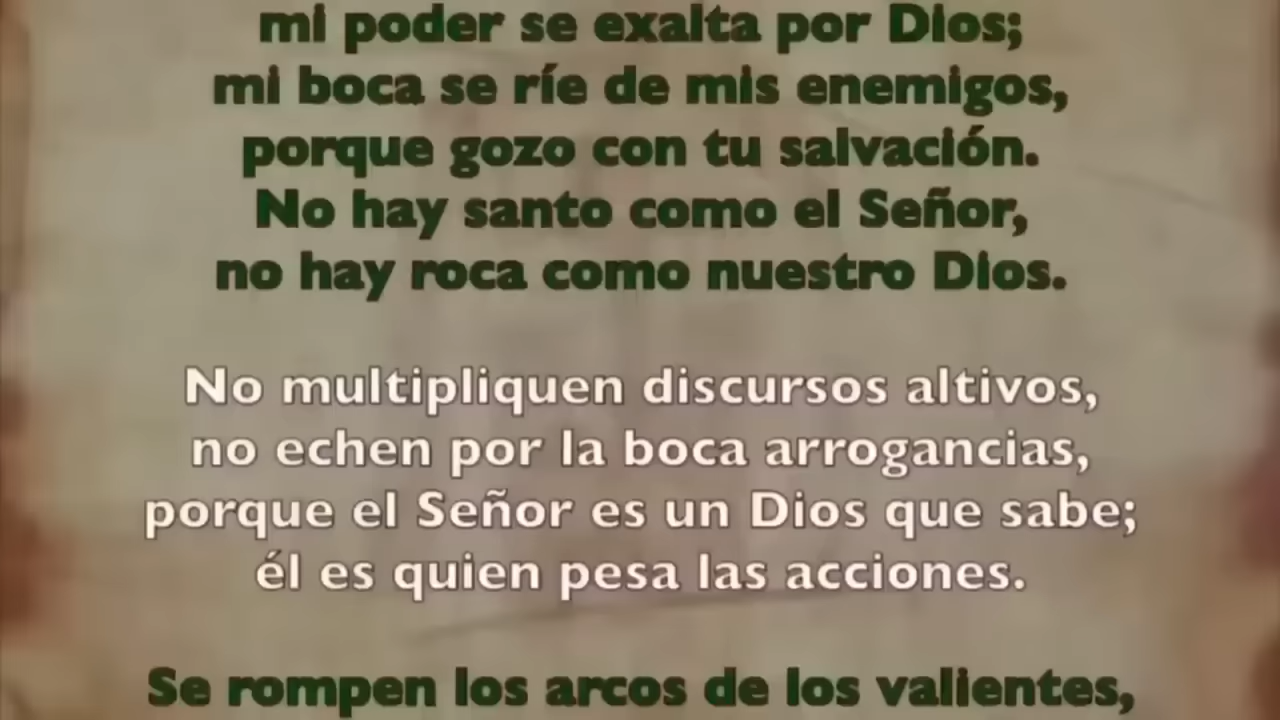 mi poder se exalta por Dios;
mi boca se ríe de mis enemigos,
porque gozo con tu salvación.
No hay santo como el Señor,
no hay roca como nuestro Dios.
No multipliquen discursos altivos,
no echen por la boca arrogancias,
porque el Señor es un Dios que sabe;
él es quien pesa las acciones.
Se rompen los arcos de los valientes,